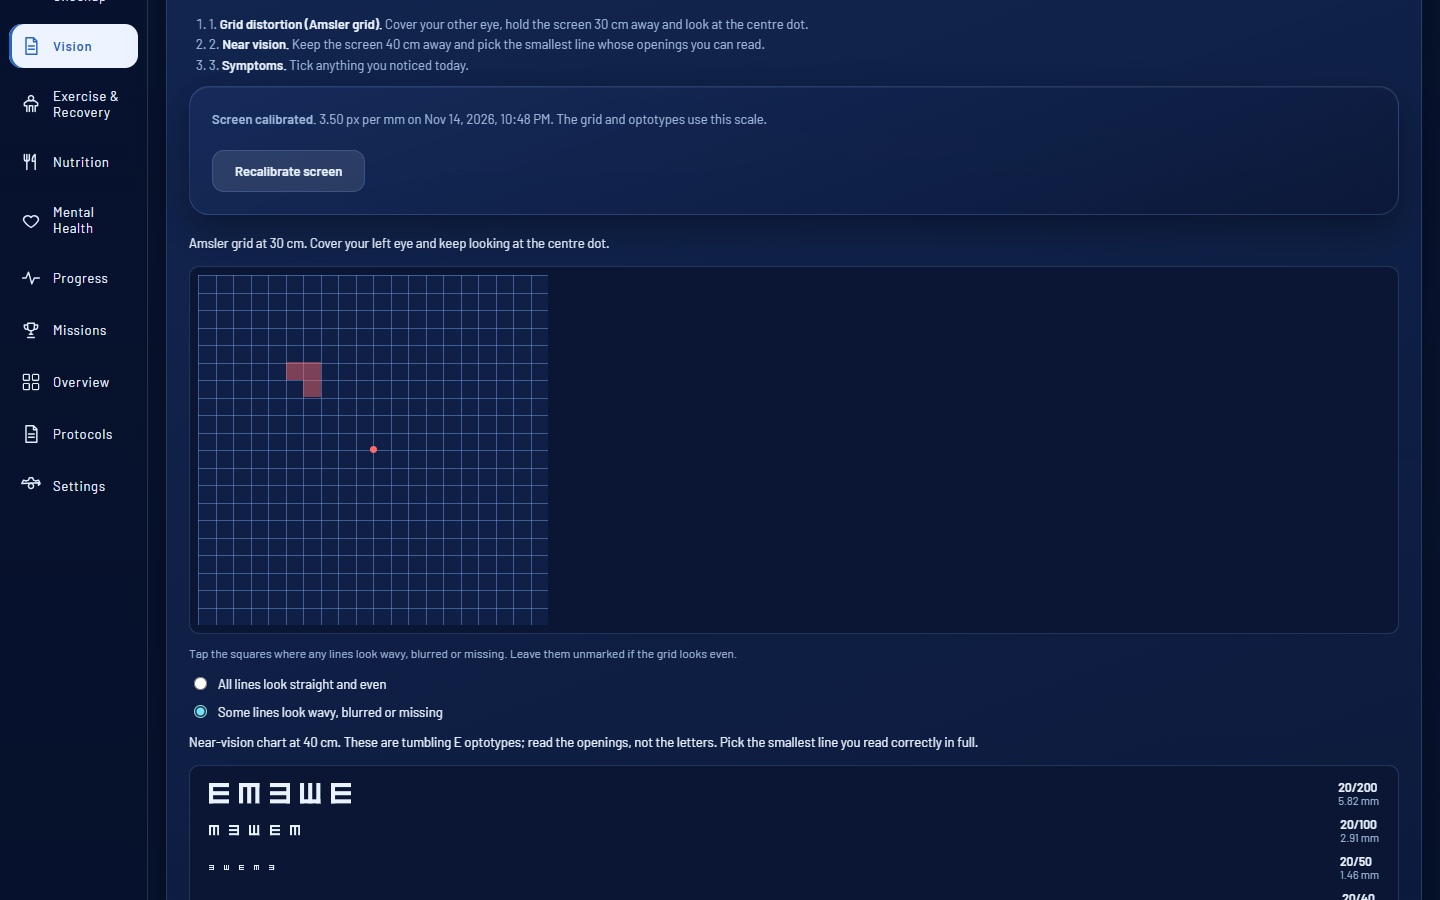 Vision
Exercise &
Recovery
Nutrition
Mental
Health
Progress
Missions
Overview
Protocols
Settings
1. 1. Grid distortion (Amsler grid). Cover your other eye, hold the screen 30 cm away and look at the centre dot.
2. 2. Near vision. Keep the screen 40 cm away and pick the smallest line whose openings you can read.
3. 3. Symptoms. Tick anything you noticed today.
Screen calibrated. 3.50 px per mm on Nov 14, 2026, 10:48 PM. The grid and optotypes use this scale.
Recalibrate screen
Amsler grid at 30 cm. Cover your left eye and keep looking at the centre dot.
Tap the squares where any lines look wavy, blurred or missing. Leave them unmarked if the grid looks even.
All lines look straight and even
Some lines look wavy, blurred or missing
Near-vision chart at 40 cm. These are tumbling E optotypes; read the openings, not the letters. Pick the smallest line you read correctly in full.
20/200
5.82 mm
20/100
2.91 mm
20/50
1.46 mm